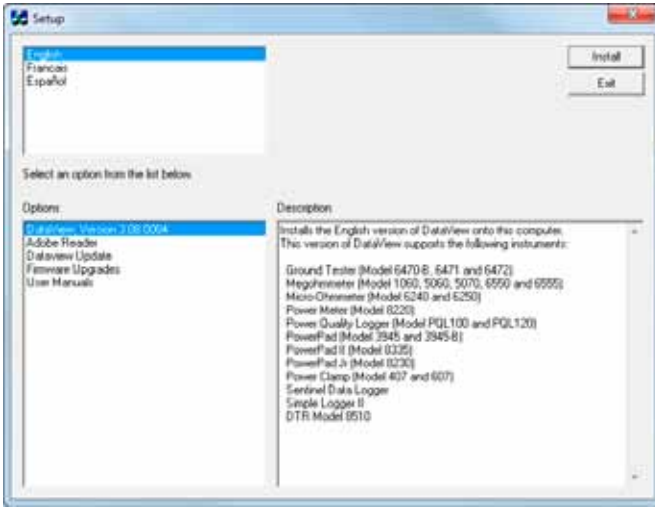 Setup
English
Francais
Español
Install
Exit
Select an option from the list below.
Options:
Description
DataView, Version 3.08.0004
Adobe Reader
Dataview Update
Firmware Upgrades
User Manuals
Installs the English version of DataView onto this computer.
This version of DataView supports the following instruments:
Ground Tester (Model 6470-B, 6471 and 6472)
Megohmmeter (Model 1060, 5060, 5070, 6550 and 6555)
Micro-Ohmmeter (Model 6240 and 6250)
Power Meter (Model 8220)
Power Quality Logger (Model PQL100 and PQL120)
PowerPad (Model 3945 and 3945-B)
PowerPad II (Model 8335)
PowerPad Jr (Model 8230)
Power Clamp (Model 407 and 607)
Sentinel Data Logger
Simple Logger II
DTR Model 8510